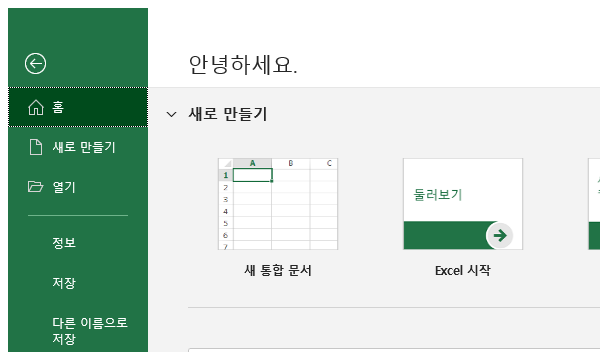 안녕하세요.
홈
새로 만들기
열기
정보
저장
다른 이름으로
저장
새로 만들기
A B C
1
2
3
4
5
6
7
새 통합 문서
둘러보기
Excel 시작